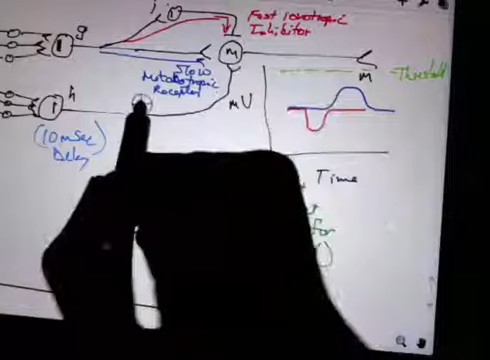 g
i
Fast Ionotropic
Inhibitor
M
Slow
Metabotropic
Receptor
M
Threshold
h
mV
(10 msec
Delay)
Time
for